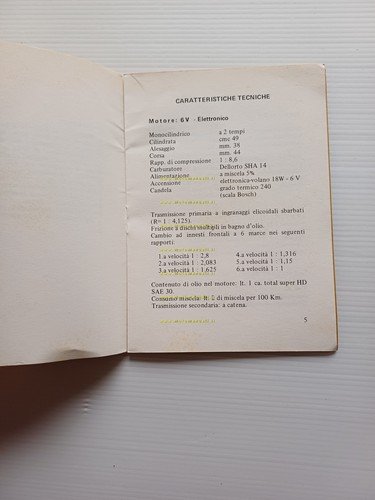 CARATTERISTICHE TECNICHE
Motore: 6V - Elettronico
Monocilindrico a 2 tempi
Cilindrata cmc 49
Alesaggio mm. 38
Corsa mm. 44
Rapp. di compressione 1 : 8,6
Carburatore Dellorto SHA 14
Alimentazione a miscela 5%
Accensione elettronica-volano 18W - 6 V
Candela grado termico 240
(scala Bosch)
Trasmissione primaria a ingranaggi elicoidali sbarbati
(R= 1 : 4,125).
Frizione a dischi multipli in bagno d'olio.
Cambio ad innesti frontali a 6 marce nei seguenti
rapporti:
1.a velocità 1 : 2,8 4.a velocità 1 : 1,316
2.a velocità 1 : 2,083 5.a velocità 1 : 1,15
3.a velocità 1 : 1,625 6.a velocità 1 : 1
Contenuto di olio nel motore: lt. 1 ca. total super HD
SAE 30.
Consumo miscela: lt. 2 di miscela per 100 Km.
Trasmissione secondaria: a catena.
5